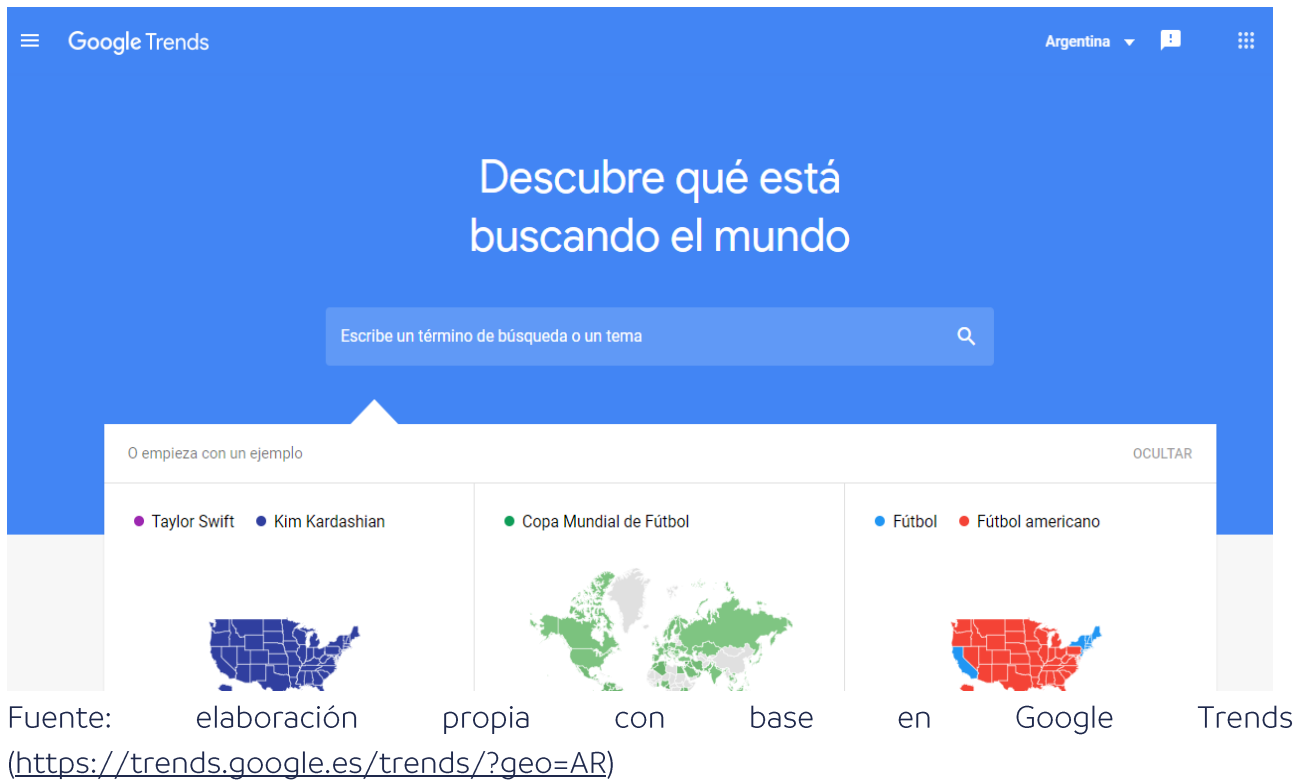 Google Trends
Argentina
Descubre qué está
buscando el mundo
Escribe un término de búsqueda o un tema
O empieza con un ejemplo
OCULTAR
Taylor Swift
Kim Kardashian
Copa Mundial de Fútbol
Fútbol
Fútbol americano
Fuente: elaboración propia con base en Google Trends
(https://trends.google.es/trends/?geo=AR)